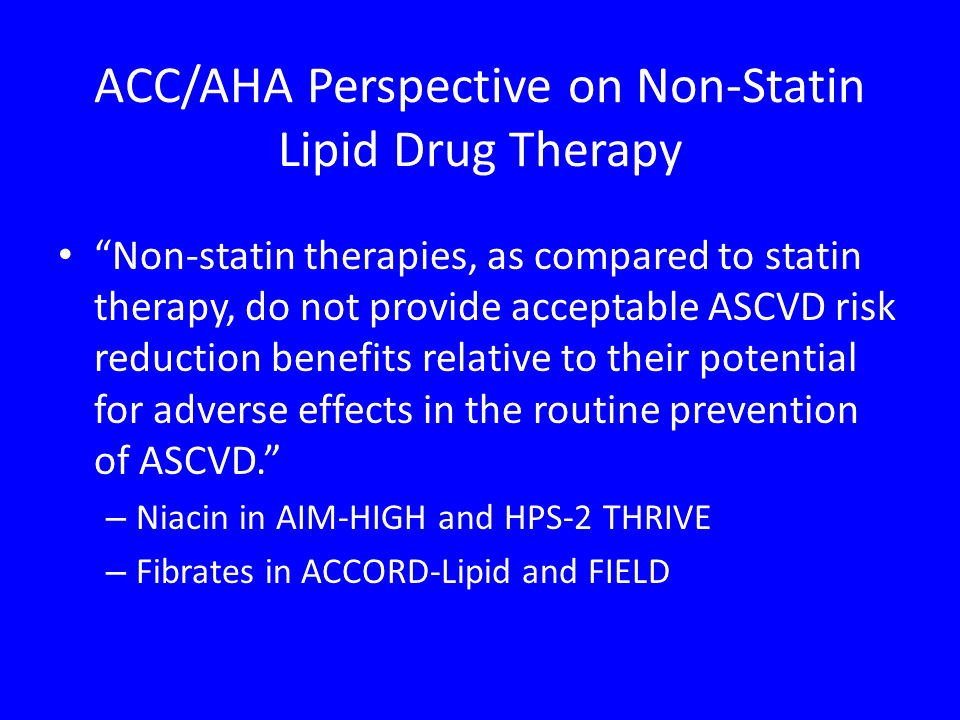 ACC/AHA Perspective on Non-Statin
Lipid Drug Therapy
• “Non-statin therapies, as compared to statin
therapy, do not provide acceptable ASCVD risk
reduction benefits relative to their potential
for adverse effects in the routine prevention
of ASCVD.”
– Niacin in AIM-HIGH and HPS-2 THRIVE
– Fibrates in ACCORD-Lipid and FIELD